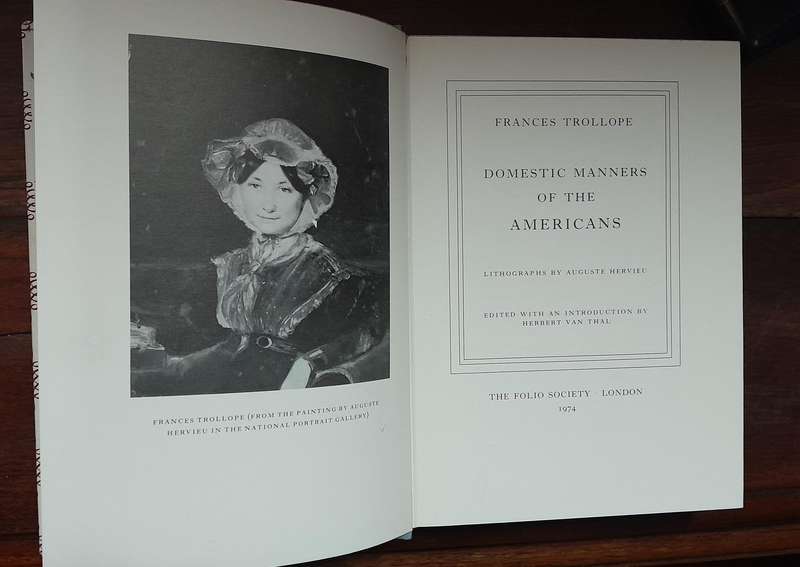 FRANCES TROLLOPE (FROM THE PAINTING BY AUGUSTE
HERVIEU IN THE NATIONAL PORTRAIT GALLERY)
FRANCES TROLLOPE
DOMESTIC MANNERS
OF THE
AMERICANS
LITHOGRAPHS BY AUGUSTE HERVIEU
EDITED WITH AN INTRODUCTION BY
HERBERT VAN THAL
THE FOLIO SOCIETY · LONDON
1974